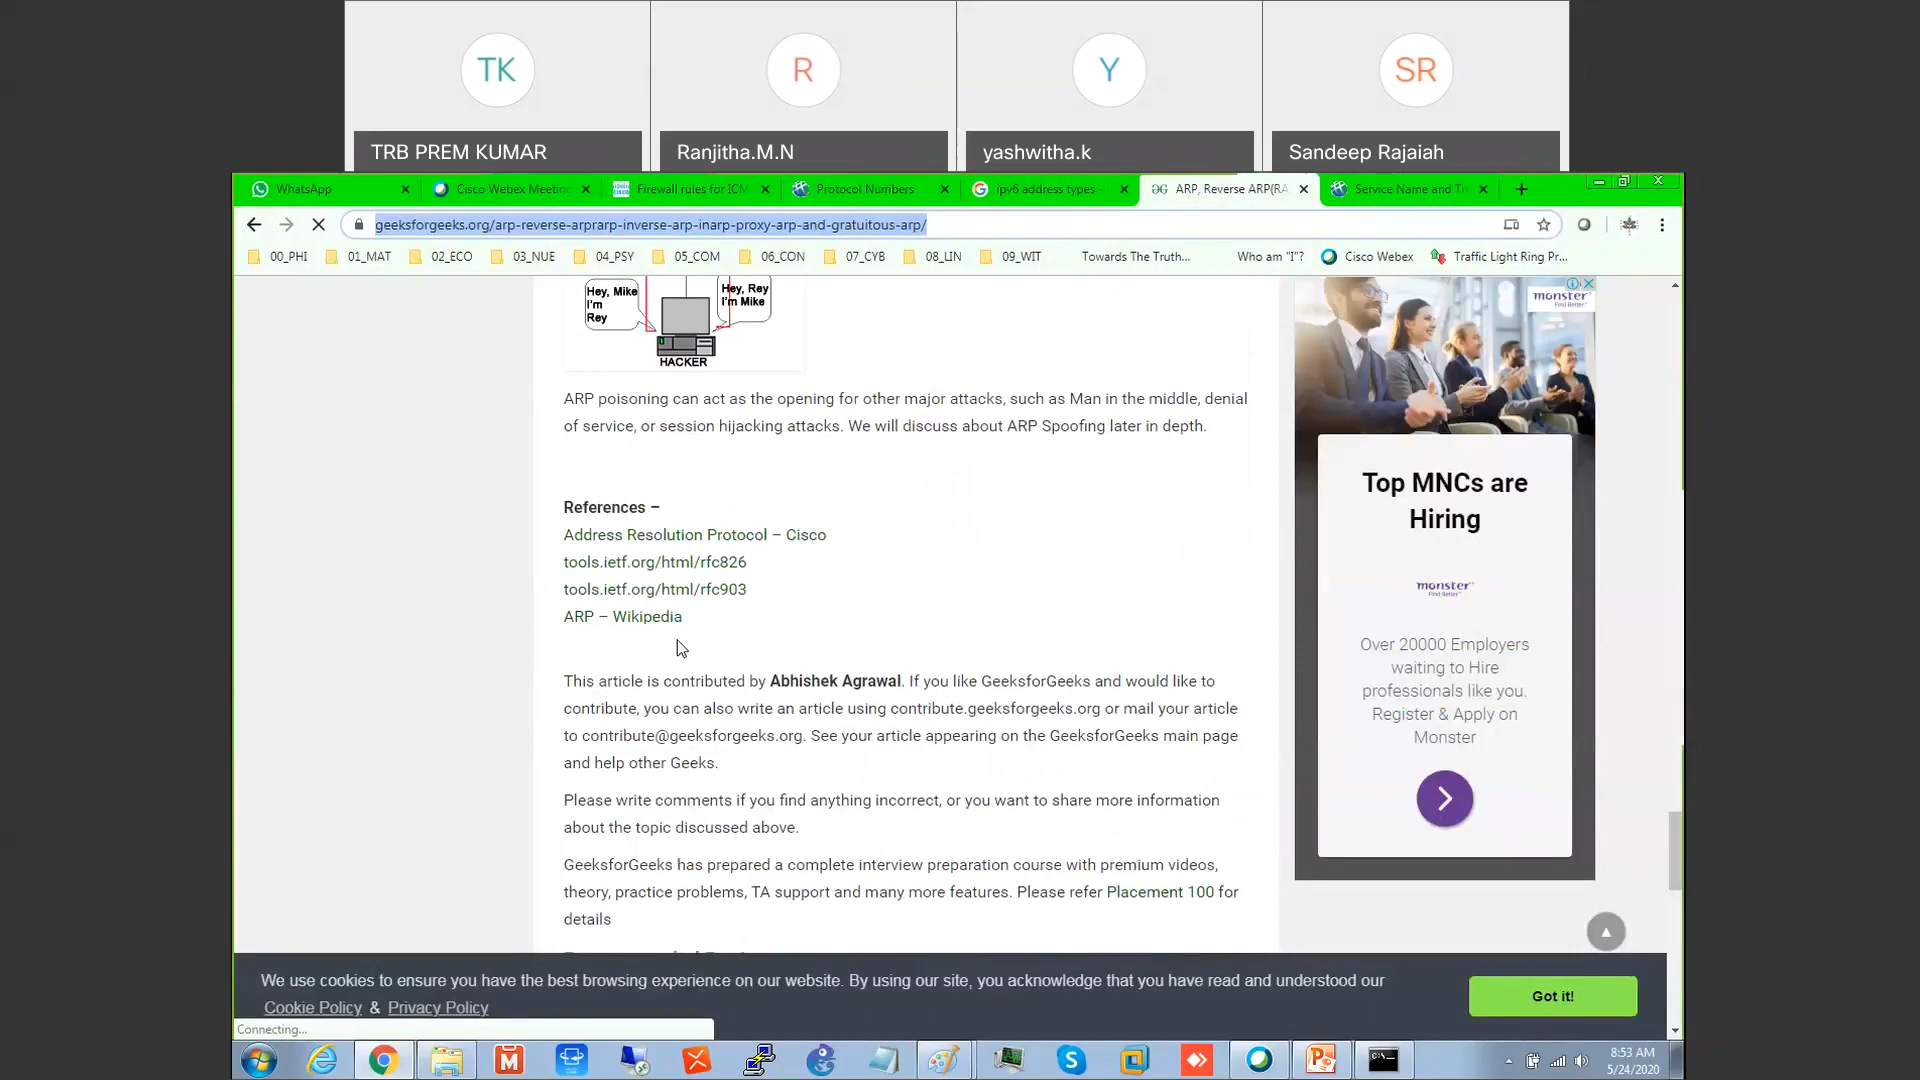 TK
R
Y
SR
TRB PREM KUMAR
Ranjitha.M.N
yashwitha.k
Sandeep Rajaiah
WhatsApp
Cisco Webex Meetin
Firewall rules for ICM
Protocol Numbers
ipv6 address types -
ARP, Reverse ARP(RA
Service Name and Tr
geeksforgeeks.org/arp-reverse-arprarp-inverse-arp-inarp-proxy-arp-and-gratuitous-arp/
00_PHI
01_MAT
02_ECO
03_NUE
04_PSY
05_COM
06_CON
07_CYB
08_LIN
09_WIT
Towards The Truth...
Who am "I"?
Cisco Webex
Traffic Light Ring Pr...
Hey, Mike
I'm
Rey
Hey, Rey
I'm Mike
HACKER
ARP poisoning can act as the opening for other major attacks, such as Man in the middle, denial
of service, or session hijacking attacks. We will discuss about ARP Spoofing later in depth.
References –
Address Resolution Protocol – Cisco
tools.ietf.org/html/rfc826
tools.ietf.org/html/rfc903
ARP – Wikipedia
This article is contributed by Abhishek Agrawal. If you like GeeksforGeeks and would like to
contribute, you can also write an article using contribute.geeksforgeeks.org or mail your article
to contribute@geeksforgeeks.org. See your article appearing on the GeeksforGeeks main page
and help other Geeks.
Please write comments if you find anything incorrect, or you want to share more information
about the topic discussed above.
GeeksforGeeks has prepared a complete interview preparation course with premium videos,
theory, practice problems, TA support and many more features. Please refer Placement 100 for
details
monster
Find Better
Top MNCs are
Hiring
monster
Find Better
Over 20000 Employers
waiting to Hire
professionals like you.
Register & Apply on
Monster
We use cookies to ensure you have the best browsing experience on our website. By using our site, you acknowledge that you have read and understood our
Cookie Policy & Privacy Policy
Got it!
Connecting...
8:53 AM
5/24/2020